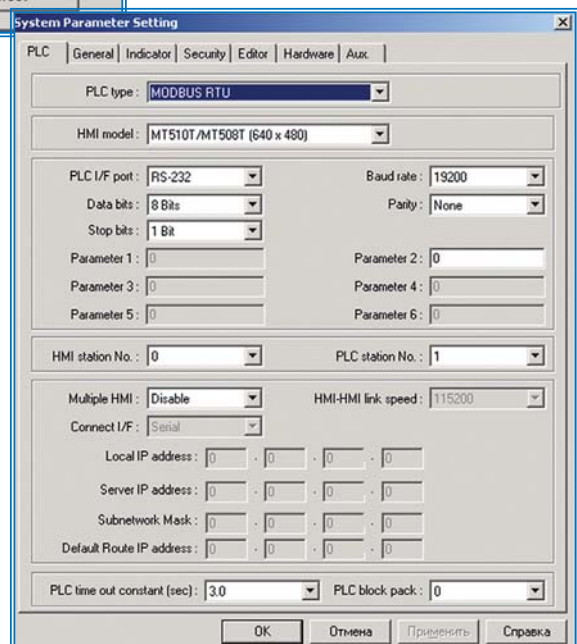 System Parameter Setting
PLC General Indicator Security Editor Hardware Aux.
PLC type : MODBUS RTU
HMI model : MT510T/MT508T (640 x 480)
PLC I/F port : RS-232 Baud rate : 19200
Data bits : 8 Bits Parity : None
Stop bits : 1 Bit
Parameter 1 : 0 Parameter 2 : 0
Parameter 3 : 0 Parameter 4 : 0
Parameter 5 : 0 Parameter 6 : 0
HMI station No. : 0 PLC station No. : 1
Multiple HMI : Disable HMI-HMI link speed : 115200
Connect I/F : Serial
Local IP address : 0 . 0 . 0 . 0
Server IP address : 0 . 0 . 0 . 0
Subnetwork Mask : 0 . 0 . 0 . 0
Default Route IP address : 0 . 0 . 0 . 0
PLC time out constant (sec) : 3.0 PLC block pack : 0
OK Отмена Применить Справка